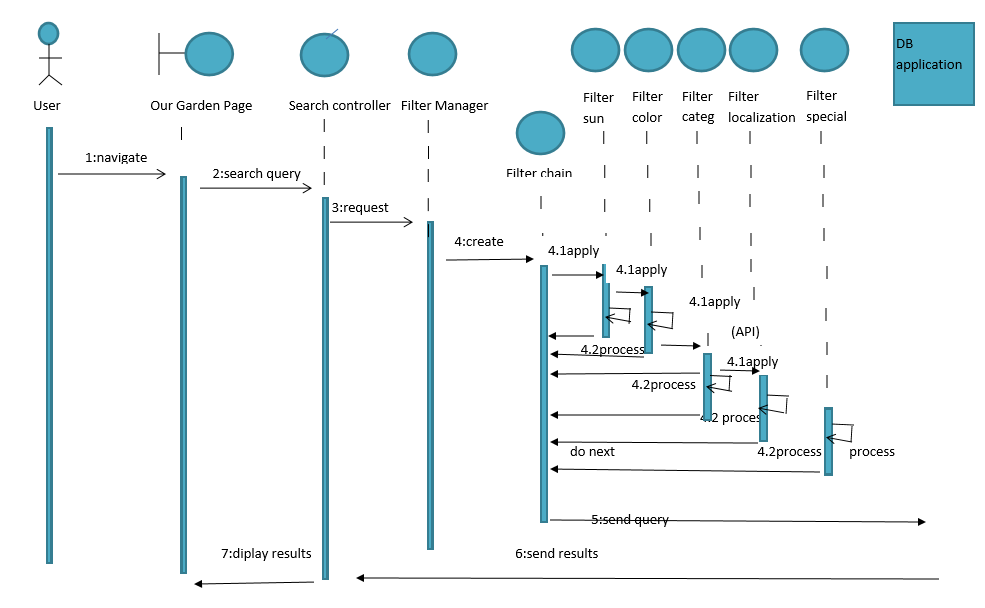 DB
application
User
Our Garden Page
Search controller
Filter Manager
Filter
sun
Filter
color
Filter
categ
Filter
localization
Filter
special
Filter chain
1:navigate
2:search query
3:request
4:create
4.1apply
4.1apply
4.1apply
(API)
4.2process
4.1apply
4.2process
4.2 proces
do next
4.2process
process
5:send query
7:diplay results
6:send results